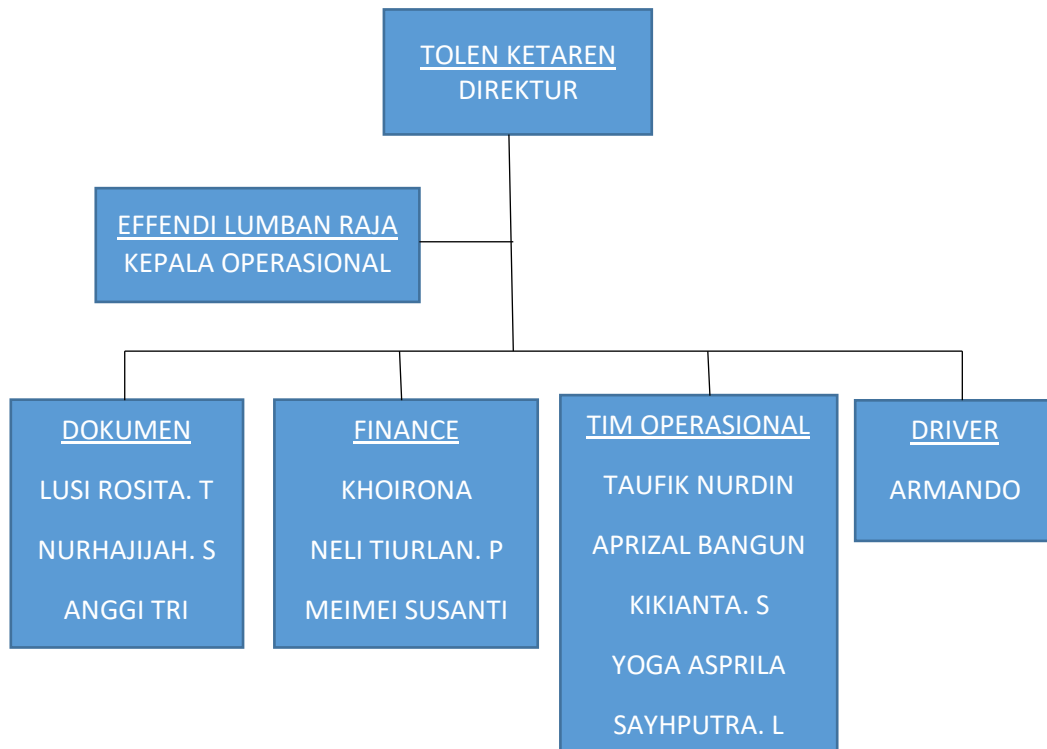 TOLEN KETAREN
DIREKTUR
EFFENDI LUMBAN RAJA
KEPALA OPERASIONAL
DOKUMEN
LUSI ROSITA. T
NURHAJIJAH. S
ANGGI TRI
FINANCE
KHOIRONA
NELI TIURLAN. P
MEIMEI SUSANTI
TIM OPERASIONAL
TAUFIK NURDIN
APRIZAL BANGUN
KIKIANTA. S
YOGA ASPRILA
SAYHPUTRA. L
DRIVER
ARMANDO